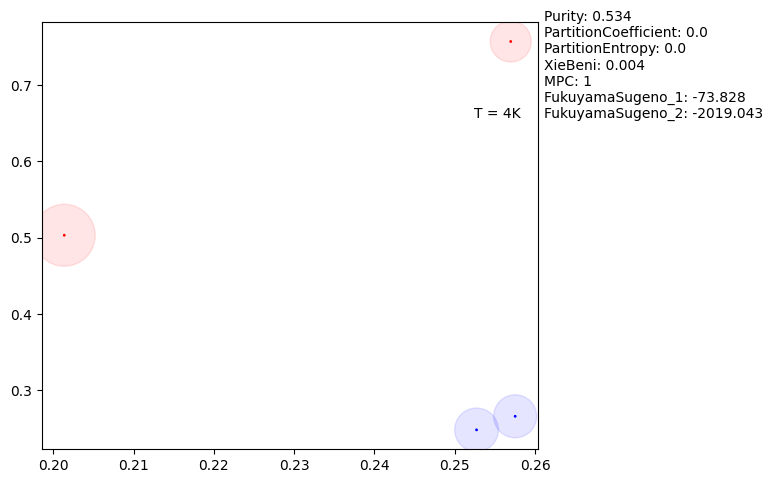 Purity: 0.534
PartitionCoefficient: 0.0
PartitionEntropy: 0.0
XieBeni: 0.004
MPC: 1
FukuyamaSugeno_1: -73.828
FukuyamaSugeno_2: -2019.043
T = 4K
0.7
0.6
0.5
0.4
0.3
0.20 0.21 0.22 0.23 0.24 0.25 0.26